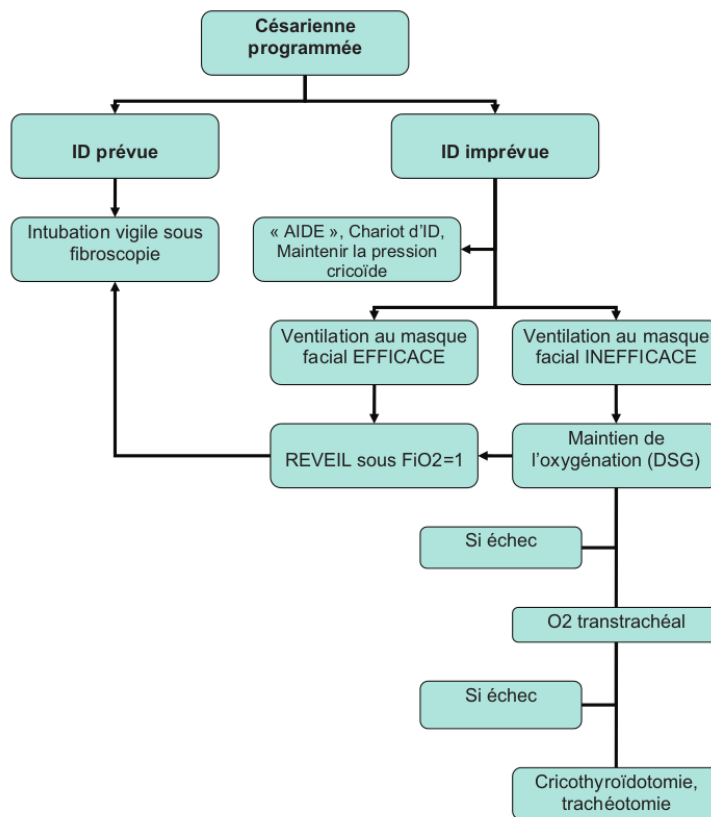 Césarienne
programmée
ID prévue
ID imprévue
Intubation vigile sous
fibroscopie
« AIDE », Chariot d’ID,
Maintenir la pression
cricoïde
Ventilation au masque
facial EFFICACE
Ventilation au masque
facial INEFFICACE
REVEIL sous FiO2=1
Maintien de
l’oxygénation (DSG)
Si échec
O2 transtrachéal
Si échec
Cricothyroïdotomie,
trachéotomie